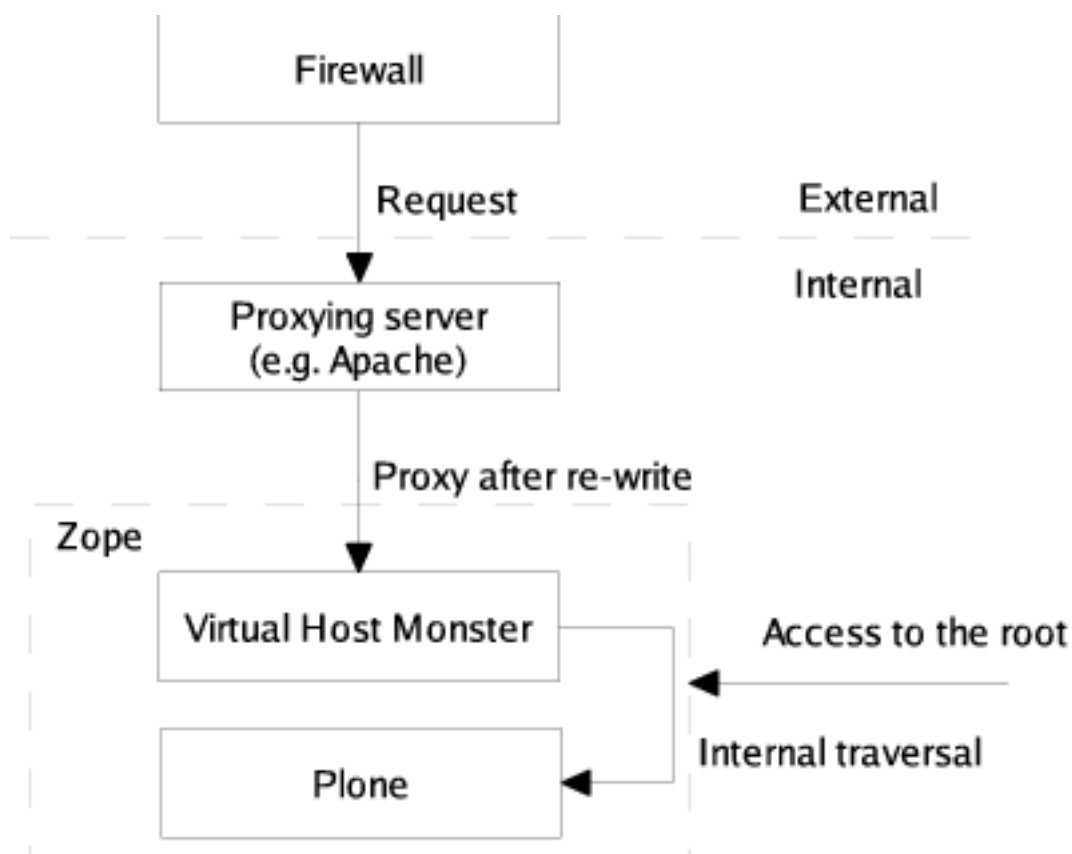 Firewall
Request
External
Internal
Proxying server
(e.g. Apache)
Proxy after re-write
Zope
Virtual Host Monster
Access to the root
Internal traversal
Plone